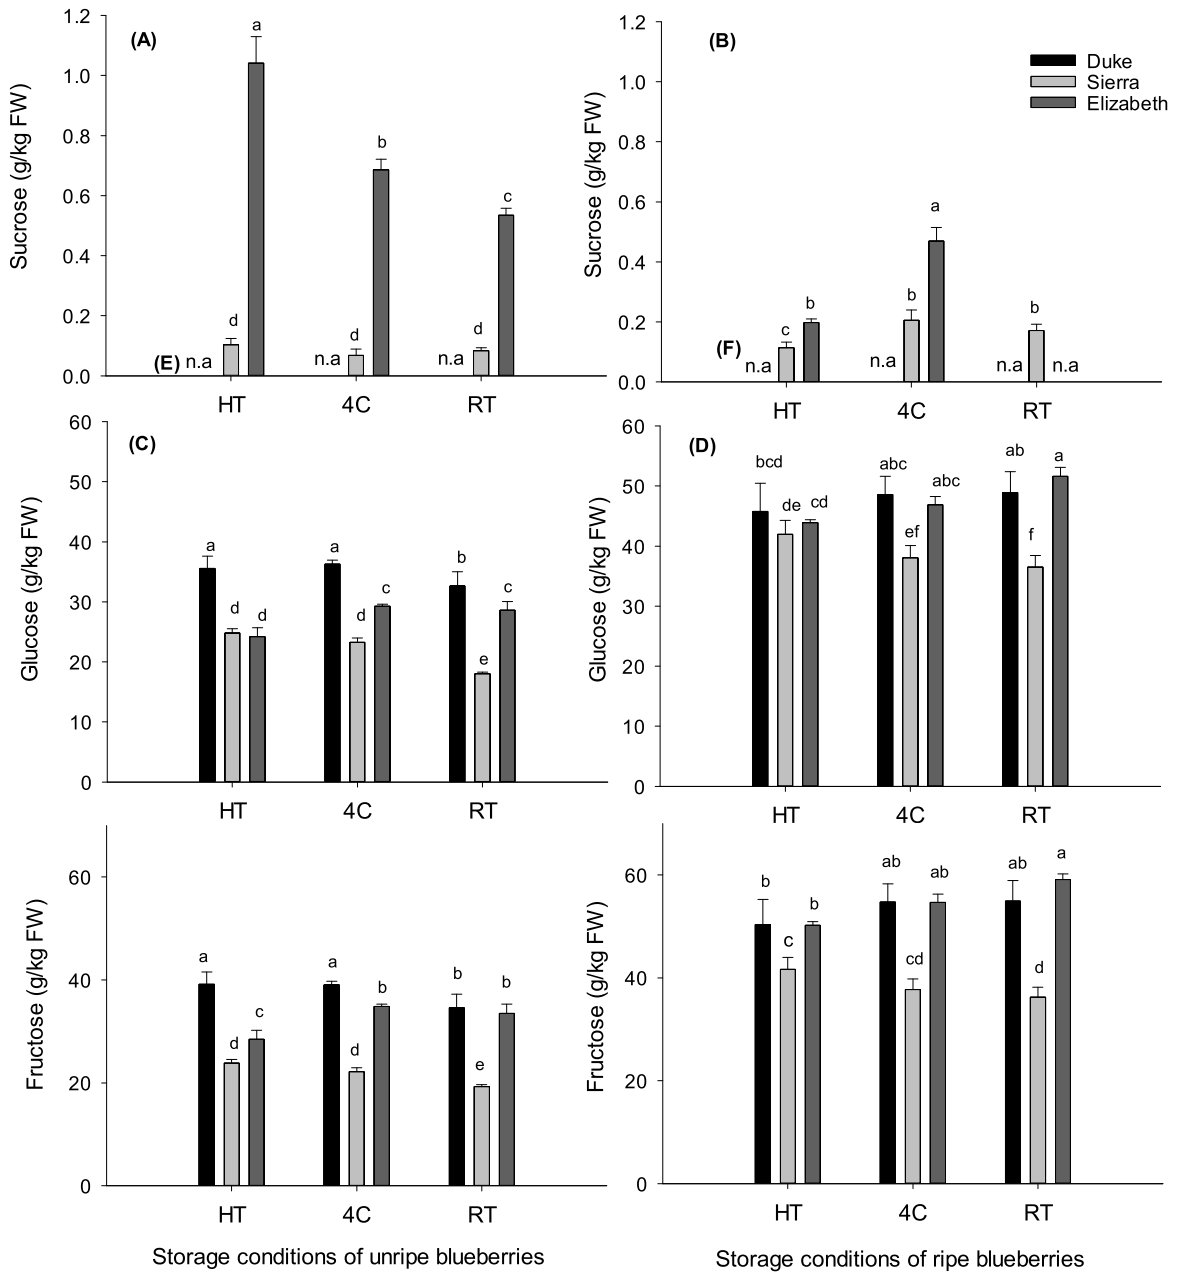 (A)
Sucrose (g/kg FW)
1.2
1.0
0.8
0.6
0.4
0.2
0.0
a
b
c
d
d
d
(E)
n.a
n.a
n.a
HT
4C
RT
(B)
Duke
Sierra
Elizabeth
Sucrose (g/kg FW)
1.2
1.0
0.8
0.6
0.4
0.2
0.0
a
b
b
b
c
(F)
n.a
n.a
n.a
n.a
HT
4C
RT
(C)
Glucose (g/kg FW)
60
50
40
30
20
10
0
a
d
d
a
d
c
b
e
c
HT
4C
RT
(D)
Glucose (g/kg FW)
60
50
40
30
20
10
0
bcd
de
cd
abc
ef
abc
ab
f
a
HT
4C
RT
Fructose (g/kg FW)
60
40
20
0
a
d
c
a
d
b
b
e
b
HT
4C
RT
Storage conditions of unripe blueberries
Fructose (g/kg FW)
60
40
20
0
b
c
b
ab
cd
ab
ab
d
a
HT
4C
RT
Storage conditions of ripe blueberries